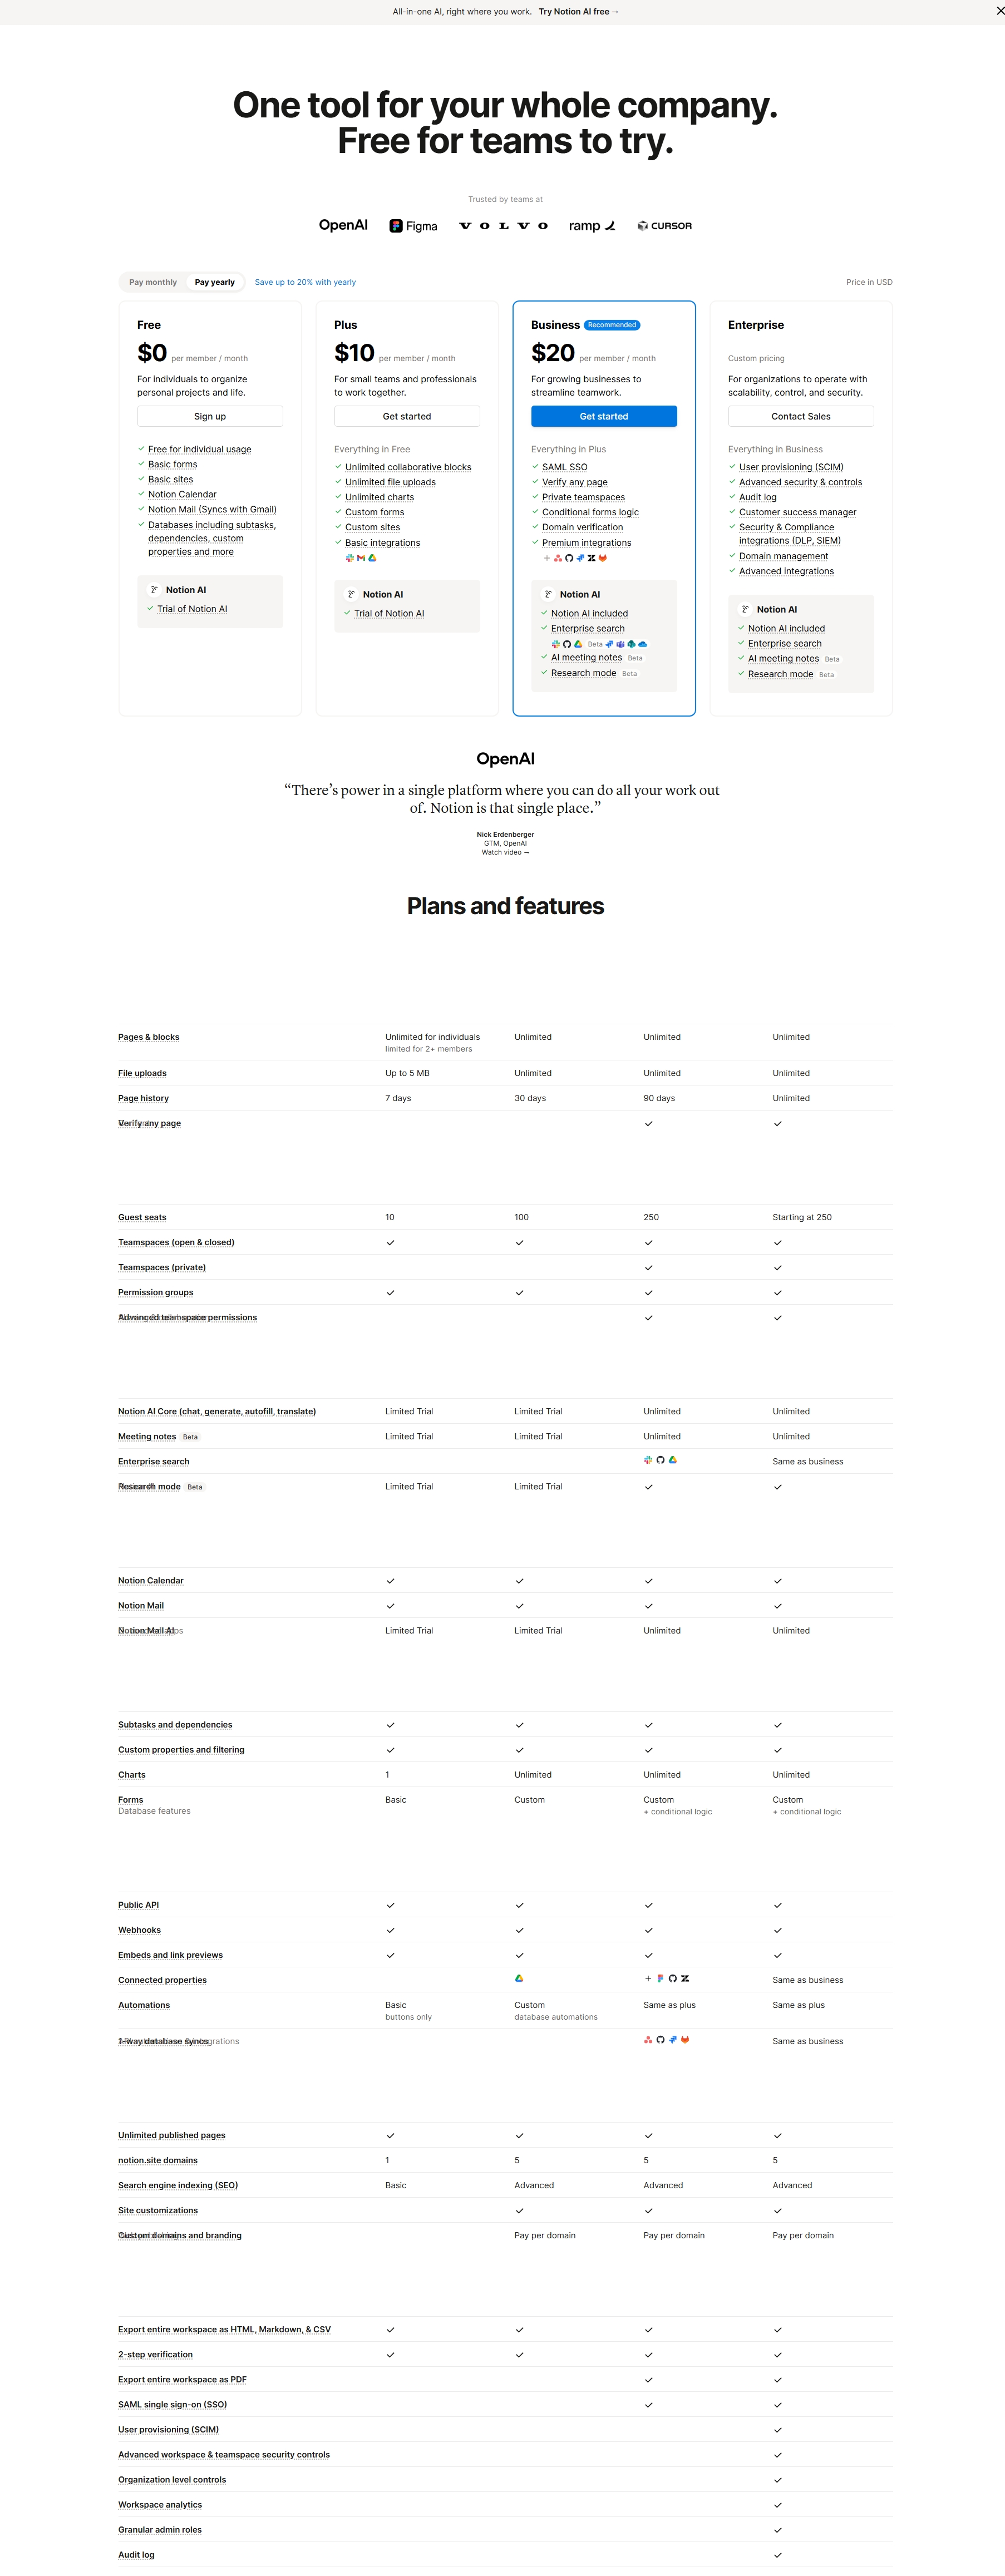 All-in-one AI, right where you work. Try Notion AI free →
One tool for your whole company.
Free for teams to try.
Trusted by teams at
OpenAI Figma VOLVO ramp CURSOR
Pay monthly Pay yearly Save up to 20% with yearly Price in USD
Free
$0 per member / month
For individuals to organize
personal projects and life.
Sign up
Free for individual usage
Basic forms
Basic sites
Notion Calendar
Notion Mail (Syncs with Gmail)
Databases including subtasks,
dependencies, custom
properties and more
Notion AI
Trial of Notion AI
Plus
$10 per member / month
For small teams and professionals
to work together.
Get started
Everything in Free
Unlimited collaborative blocks
Unlimited file uploads
Unlimited charts
Custom forms
Custom sites
Basic integrations
Notion AI
Trial of Notion AI
Business Recommended
$20 per member / month
For growing businesses to
streamline teamwork.
Get started
Everything in Plus
SAML SSO
Verify any page
Private teamspaces
Conditional forms logic
Domain verification
Premium integrations
Notion AI
Notion AI included
Enterprise search
Beta
AI meeting notes Beta
Research mode Beta
Enterprise
Custom pricing
For organizations to operate with
scalability, control, and security.
Contact Sales
Everything in Business
User provisioning (SCIM)
Advanced security & controls
Audit log
Customer success manager
Security & Compliance
integrations (DLP, SIEM)
Domain management
Advanced integrations
Notion AI
Notion AI included
Enterprise search
AI meeting notes Beta
Research mode Beta
OpenAI
“There’s power in a single platform where you can do all your work out
of. Notion is that single place.”
Nick Erdenberger
GTM, OpenAI
Watch video →
Plans and features
Pages & blocks Unlimited for individuals Unlimited Unlimited Unlimited
limited for 2+ members
File uploads Up to 5 MB Unlimited Unlimited Unlimited
Page history 7 days 30 days 90 days Unlimited
Verify any page
Guest seats 10 100 250 Starting at 250
Teamspaces (open & closed)
Teamspaces (private)
Permission groups
Advanced teamspace permissions
Notion AI Core (chat, generate, autofill, translate) Limited Trial Limited Trial Unlimited Unlimited
Meeting notes Beta Limited Trial Limited Trial Unlimited Unlimited
Enterprise search Same as business
Research mode Beta Limited Trial Limited Trial
Notion Calendar
Notion Mail
Notion Mail AI Limited Trial Limited Trial Unlimited Unlimited
Subtasks and dependencies
Custom properties and filtering
Charts 1 Unlimited Unlimited Unlimited
Forms Basic Custom Custom Custom
Database features + conditional logic + conditional logic
Public API
Webhooks
Embeds and link previews
Connected properties Same as business
Automations Basic Custom Same as plus Same as plus
buttons only database automations
1-way database syncs Same as business
Unlimited published pages
notion.site domains 1 5 5 5
Search engine indexing (SEO) Basic Advanced Advanced Advanced
Site customizations
Custom domains and branding Pay per domain Pay per domain Pay per domain
Export entire workspace as HTML, Markdown, & CSV
2-step verification
Export entire workspace as PDF
SAML single sign-on (SSO)
User provisioning (SCIM)
Advanced workspace & teamspace security controls
Organization level controls
Workspace analytics
Granular admin roles
Audit log